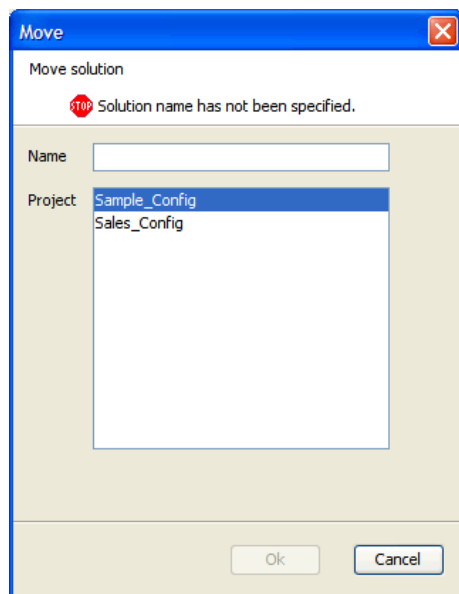 Move
Move solution
STOP Solution name has not been specified.
Name
Project Sample_Config
Sales_Config
Ok Cancel